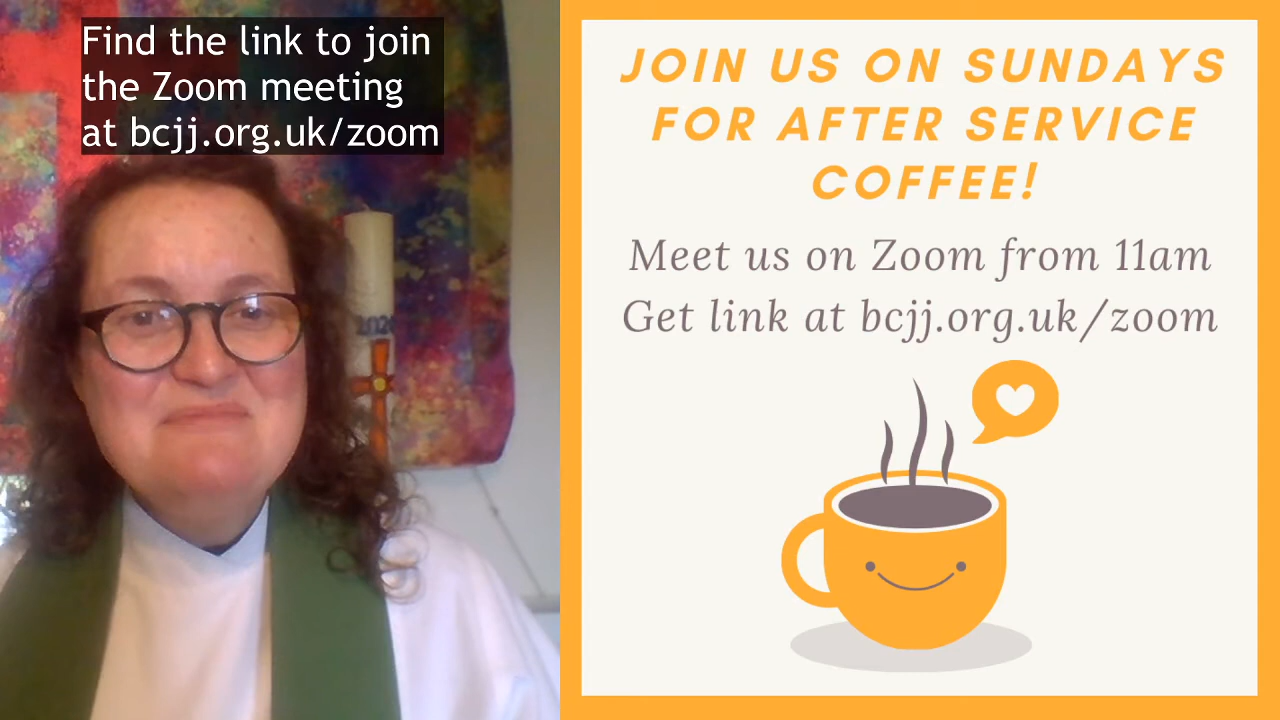 Find the link to join
the Zoom meeting
at bcjj.org.uk/zoom
JOIN US ON SUNDAYS
FOR AFTER SERVICE
COFFEE!
Meet us on Zoom from 11am
Get link at bcjj.org.uk/zoom